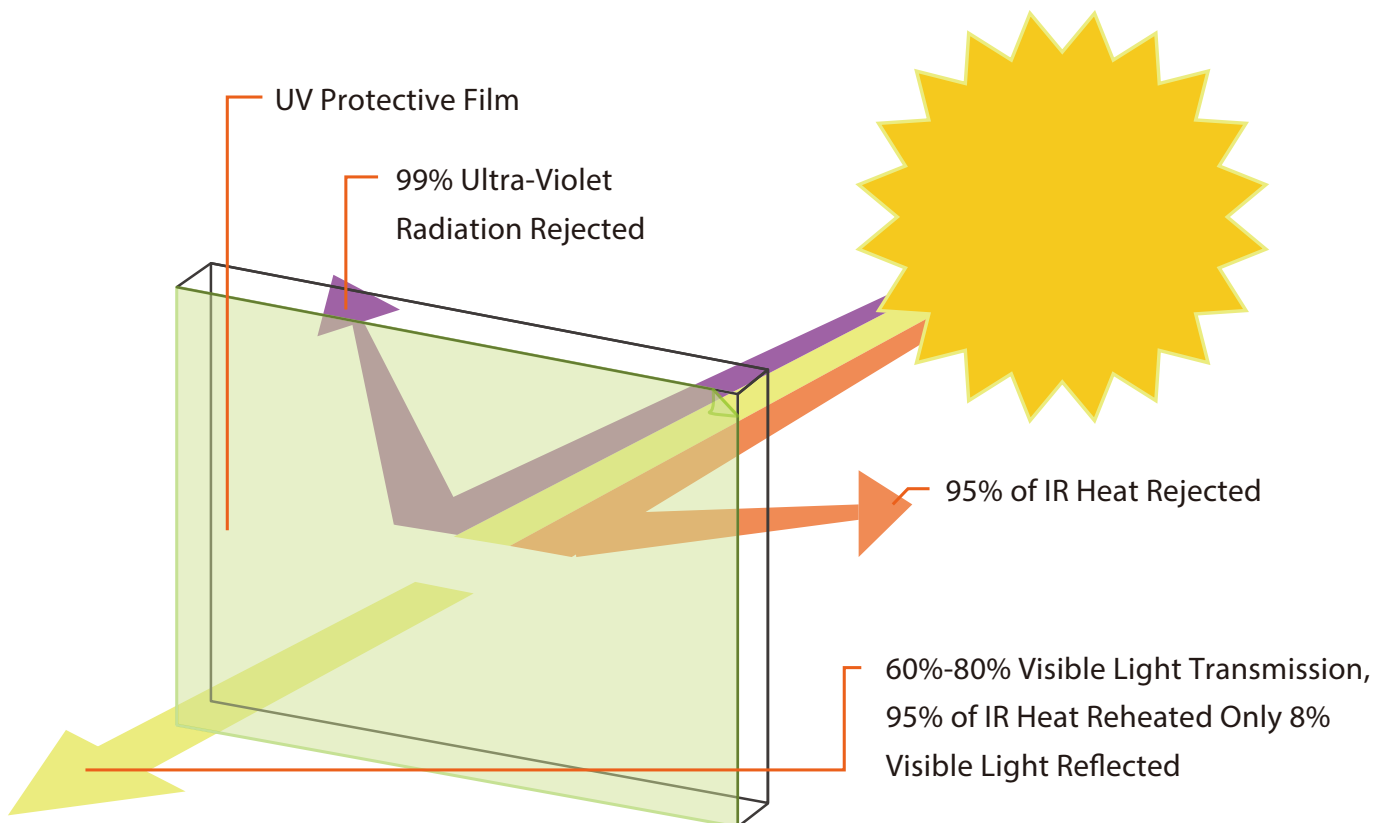 UV Protective Film
99% Ultra-Violet
Radiation Rejected
95% of IR Heat Rejected
60%-80% Visible Light Transmission,
95% of IR Heat Reheated Only 8%
Visible Light Reflected